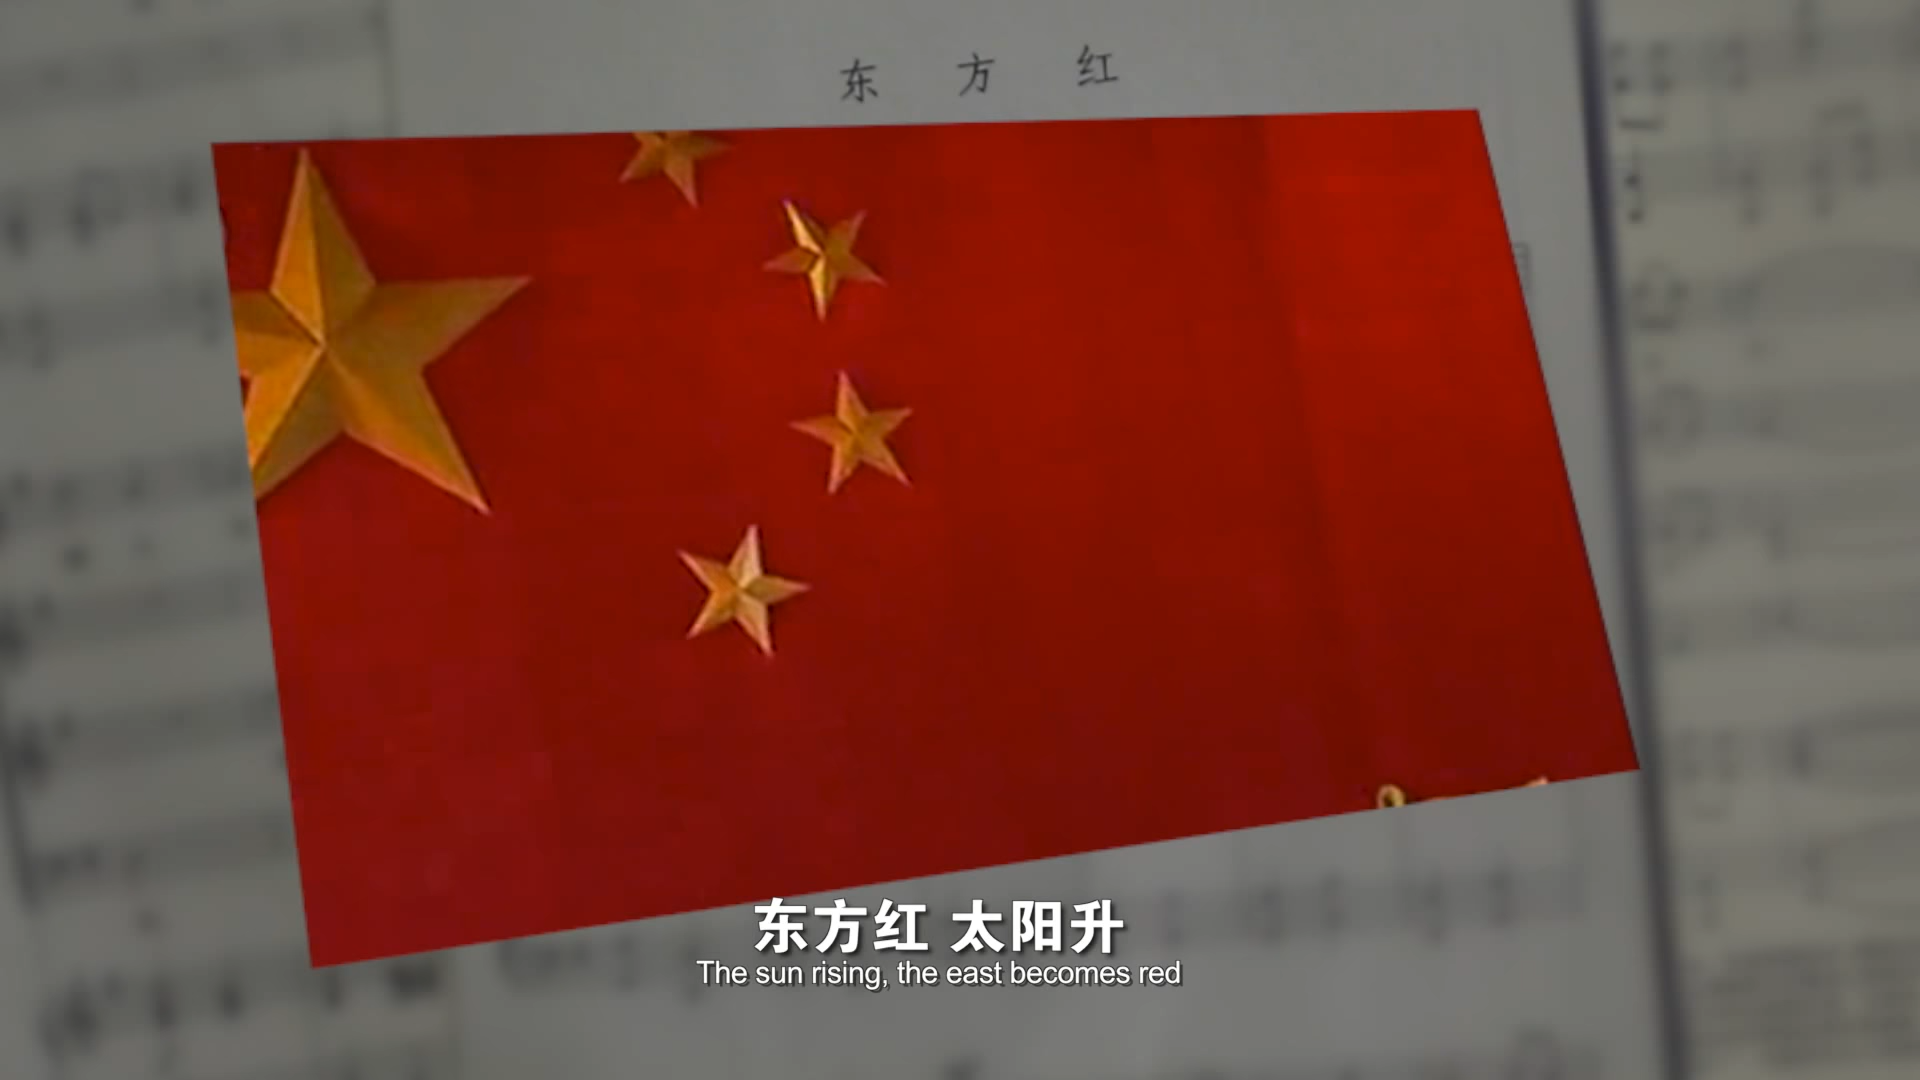 东方红
东方红 太阳升
The sun rising, the east becomes red